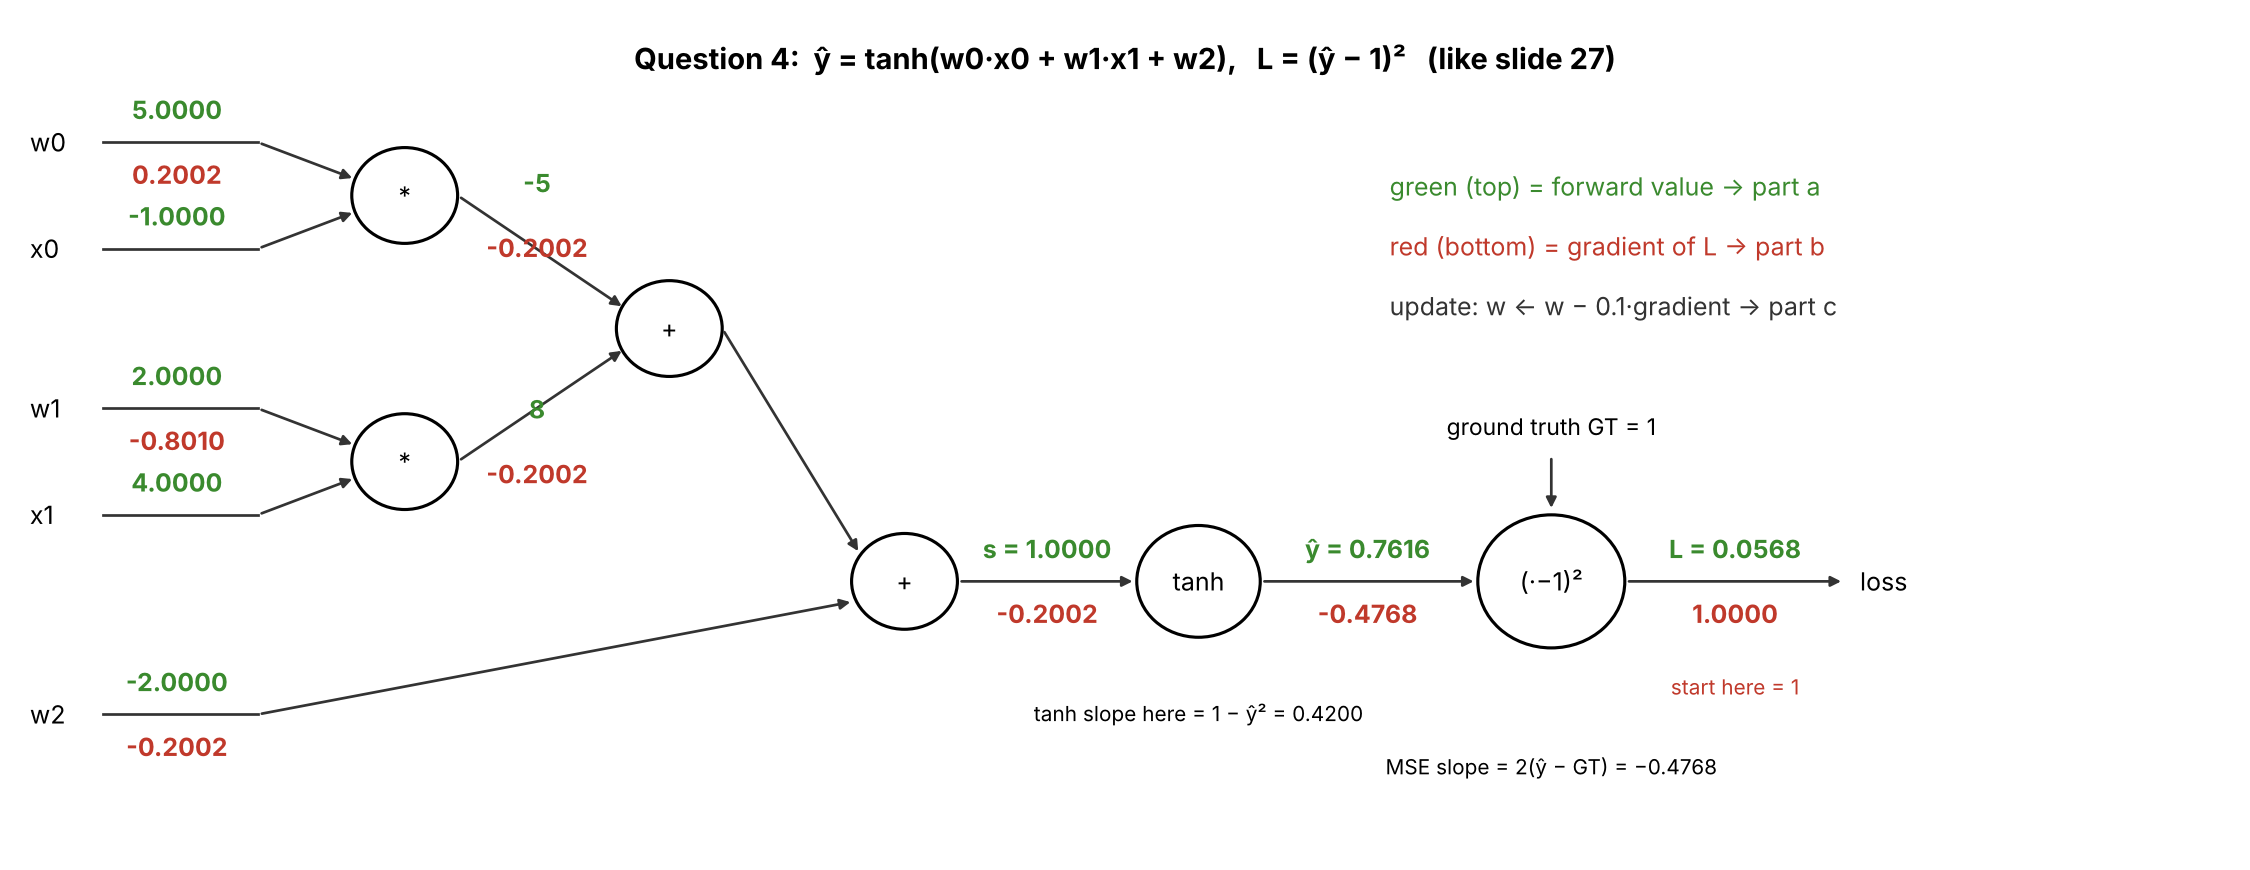 Question 4:  ŷ = tanh(w0·x0 + w1·x1 + w2),   L = (ŷ − 1)²   (like slide 27)
5.0000
w0
0.2002
-1.0000
x0
*
-5
-0.2002
green (top) = forward value → part a
red (bottom) = gradient of L → part b
update: w ← w − 0.1·gradient → part c
+
2.0000
w1
-0.8010
4.0000
x1
*
8
-0.2002
ground truth GT = 1
+
s = 1.0000
-0.2002
tanh
ŷ = 0.7616
-0.4768
(·−1)²
L = 0.0568
1.0000
loss
start here = 1
-2.0000
w2
-0.2002
tanh slope here = 1 − ŷ² = 0.4200
MSE slope = 2(ŷ − GT) = −0.4768